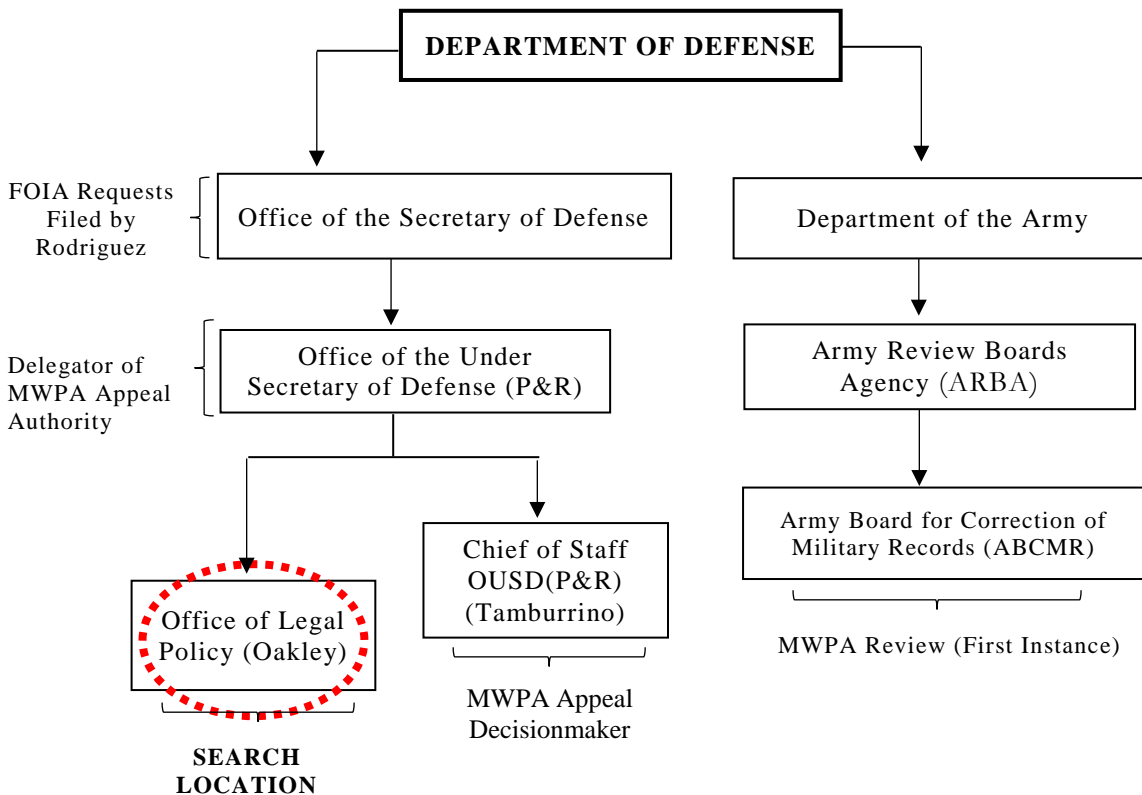 DEPARTMENT OF DEFENSE
FOIA Requests
Filed by
Rodriguez
Office of the Secretary of Defense
Department of the Army
Delegator of
MWPA Appeal
Authority
Office of the Under
Secretary of Defense (P&R)
Army Review Boards
Agency (ARBA)
Office of Legal
Policy (Oakley)
Chief of Staff
OUSD(P&R)
(Tamburrino)
Army Board for Correction of
Military Records (ABCMR)
MWPA Review (First Instance)
MWPA Appeal
Decisionmaker
SEARCH
LOCATION